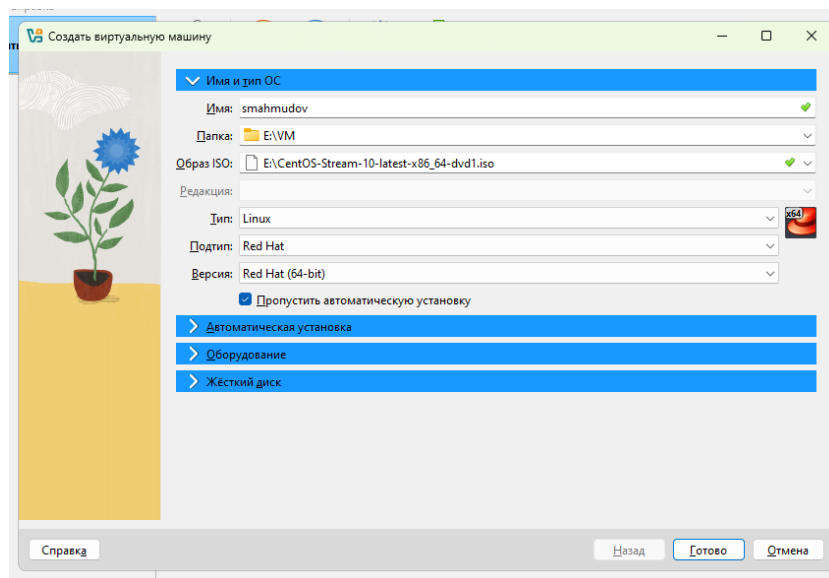 Создать виртуальную машину
Имя и тип ОС
Имя: smahmudov
Папка: E:\VM
Образ ISO: E:\CentOS-Stream-10-latest-x86_64-dvd1.iso
Редакция:
Тип: Linux
x64
Подтип: Red Hat
Версия: Red Hat (64-bit)
Пропустить автоматическую установку
Автоматическая установка
Оборудование
Жёсткий диск
Справка Назад Готово Отмена